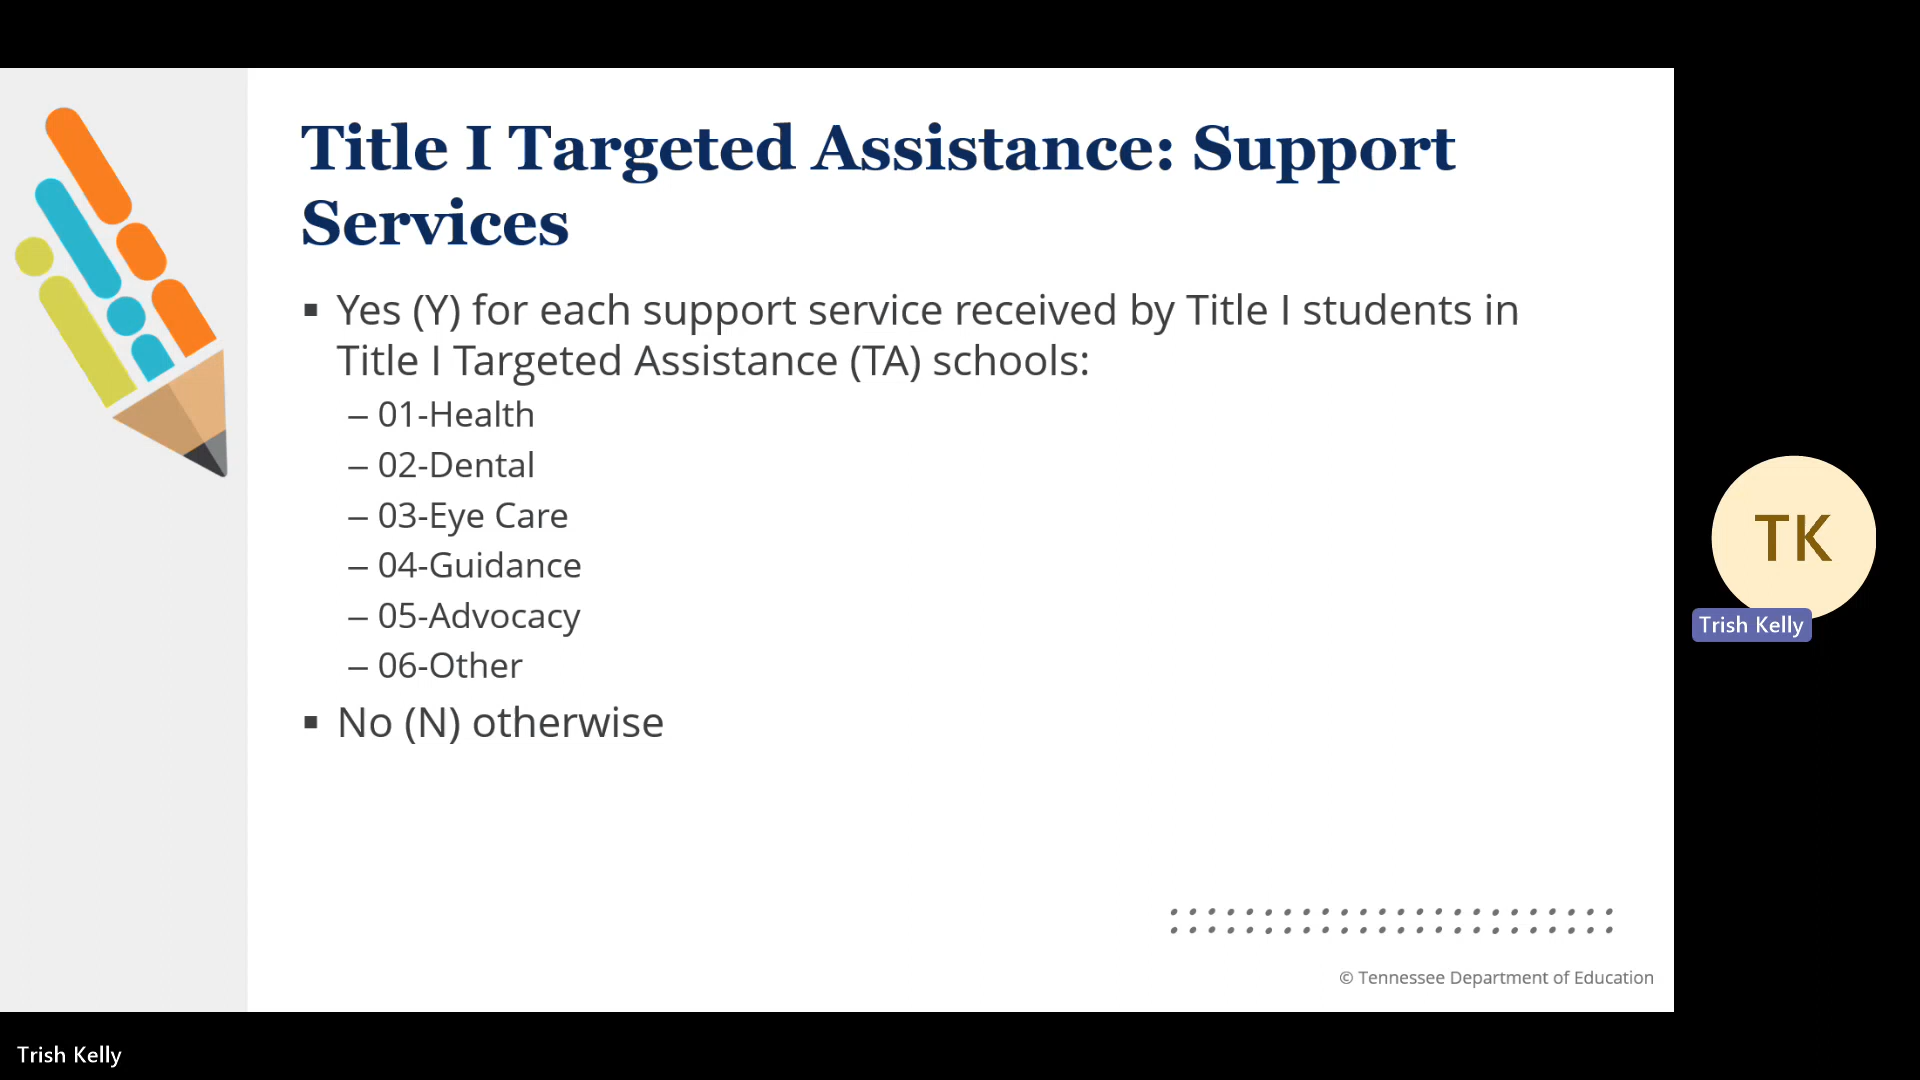 Title I Targeted Assistance: Support
Services
▪ Yes (Y) for each support service received by Title I students in
Title I Targeted Assistance (TA) schools:
– 01-Health
– 02-Dental
– 03-Eye Care
– 04-Guidance
– 05-Advocacy
– 06-Other
▪ No (N) otherwise
© Tennessee Department of Education
TK
Trish Kelly
Trish Kelly